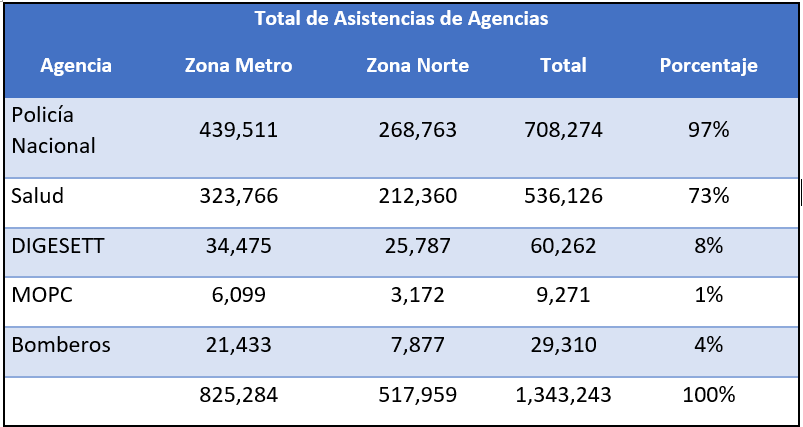 Total de Asistencias de Agencias
Agencia Zona Metro Zona Norte Total Porcentaje
Policía
Nacional 439,511 268,763 708,274 97%
Salud 323,766 212,360 536,126 73%
DIGESETT 34,475 25,787 60,262 8%
MOPC 6,099 3,172 9,271 1%
Bomberos 21,433 7,877 29,310 4%
825,284 517,959 1,343,243 100%